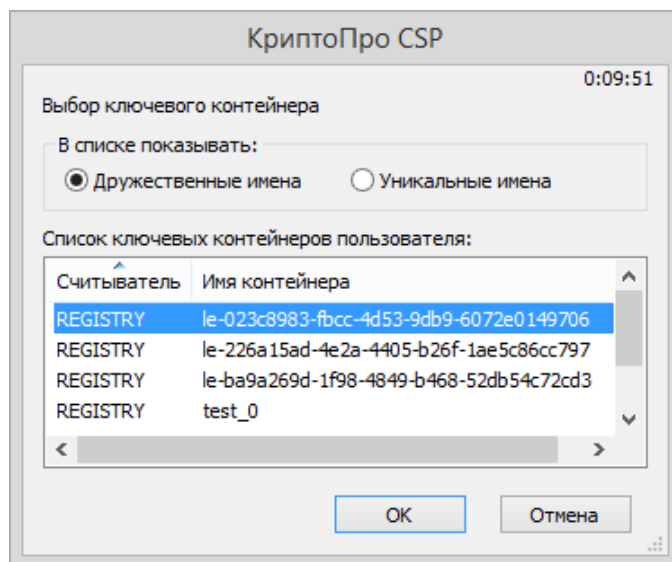 КриптоПро CSP
0:09:51
Выбор ключевого контейнера
В списке показывать:
Дружественные имена Уникальные имена
Список ключевых контейнеров пользователя:
Считыватель Имя контейнера
REGISTRY le-023c8983-fbcc-4d53-9db9-6072e0149706
REGISTRY le-226a15ad-4e2a-4405-b26f-1ae5c86cc797
REGISTRY le-ba9a269d-1f98-4849-b468-52db54c72cd3
REGISTRY test_0
OK Отмена